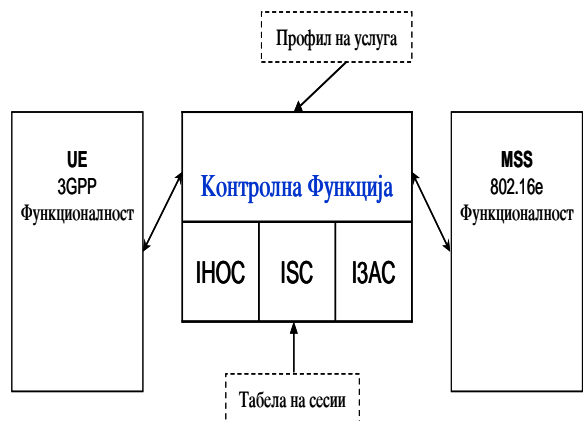 Профил на услуга
UE
3GPP
Функционалност
Контролна Функција
IHOC
ISC
I3AC
MSS
802.16e
Функционалност
Табела на сесии